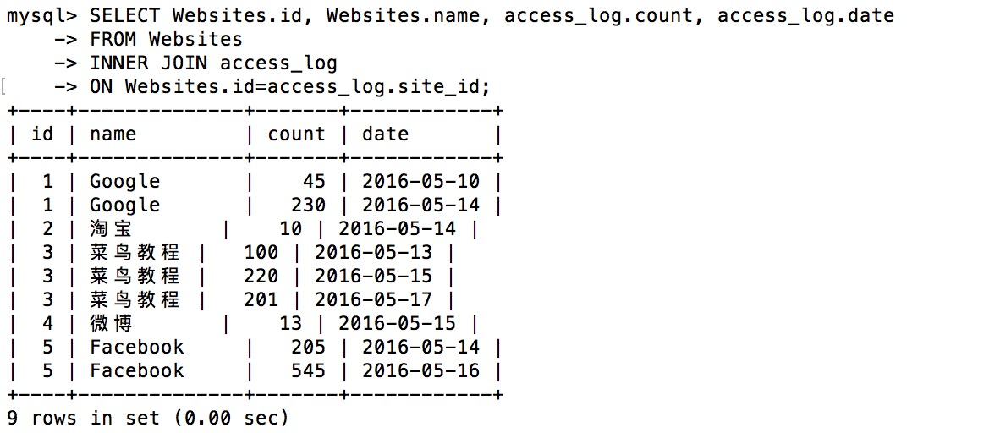 mysql> SELECT Websites.id, Websites.name, access_log.count, access_log.date
    -> FROM Websites
    -> INNER JOIN access_log
[    -> ON Websites.id=access_log.site_id;
+----+--------------+-------+------------+
| id | name         | count | date       |
+----+--------------+-------+------------+
|  1 | Google       |    45 | 2016-05-10 |
|  1 | Google       |   230 | 2016-05-14 |
|  2 | 淘宝       |    10 | 2016-05-14 |
|  3 | 菜鸟教程 |   100 | 2016-05-13 |
|  3 | 菜鸟教程 |   220 | 2016-05-15 |
|  3 | 菜鸟教程 |   201 | 2016-05-17 |
|  4 | 微博       |    13 | 2016-05-15 |
|  5 | Facebook     |   205 | 2016-05-14 |
|  5 | Facebook     |   545 | 2016-05-16 |
+----+--------------+-------+------------+
9 rows in set (0.00 sec)